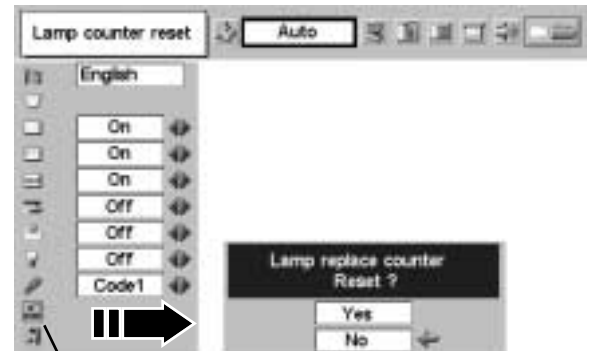 Lamp counter reset
Auto
English
On
On
On
Off
Off
Off
Code1
Lamp replace counter
Reset ?
Yes
No